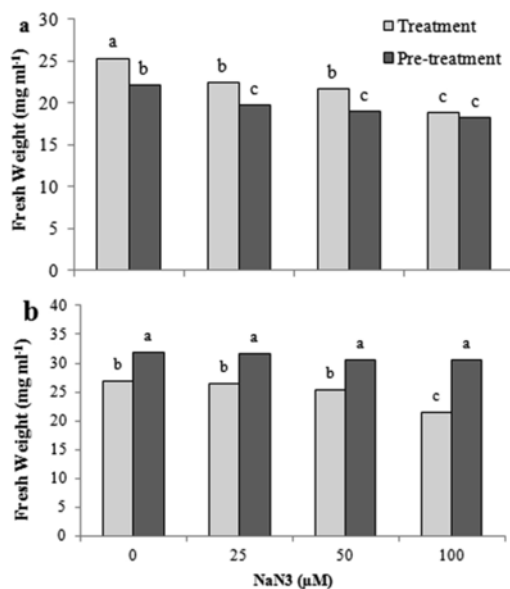 a
Treatment
Pre-treatment
Fresh Weight (mg ml-1)
30
25
20
15
10
5
0
a b b c b c c c
b
Fresh Weight (mg ml-1)
40
35
30
25
20
15
10
5
0
b a b a b a c a
0 25 50 100
NaN3 (µM)